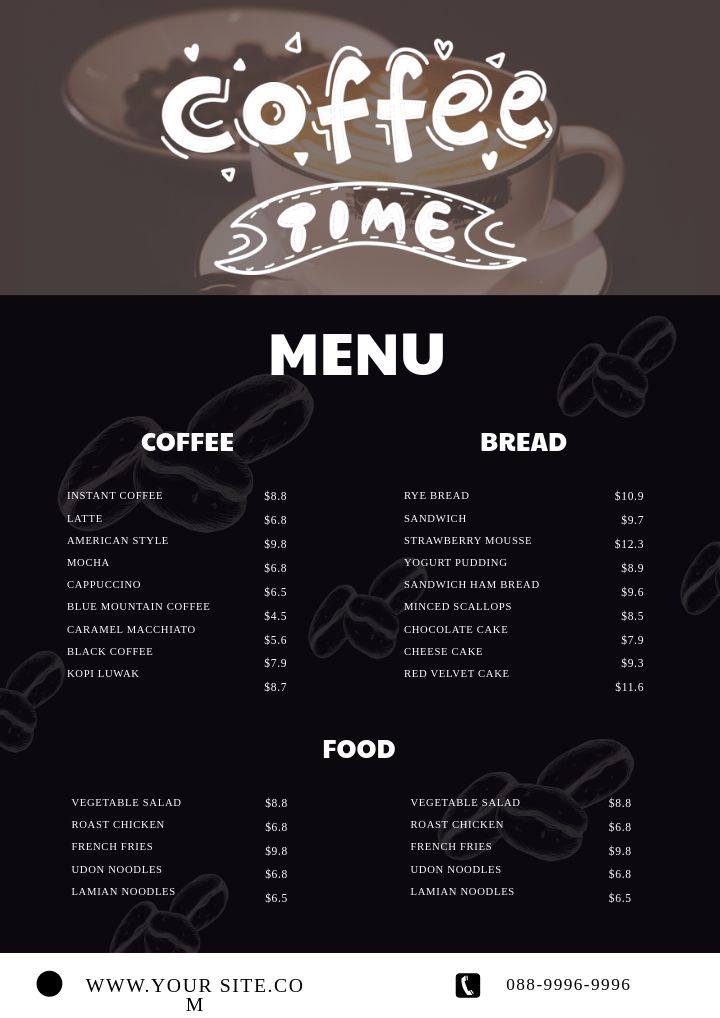 coffee
TIME
MENU
COFFEE
INSTANT COFFEE $8.8
LATTE $6.8
AMERICAN STYLE $9.8
MOCHA $6.8
CAPPUCCINO $6.5
BLUE MOUNTAIN COFFEE $4.5
CARAMEL MACCHIATO $5.6
BLACK COFFEE $7.9
KOPI LUWAK $8.7
BREAD
RYE BREAD $10.9
SANDWICH $9.7
STRAWBERRY MOUSSE $12.3
YOGURT PUDDING $8.9
SANDWICH HAM BREAD $9.6
MINCED SCALLOPS $8.5
CHOCOLATE CAKE $7.9
CHEESE CAKE $9.3
RED VELVET CAKE $11.6
FOOD
VEGETABLE SALAD $8.8
ROAST CHICKEN $6.8
FRENCH FRIES $9.8
UDON NOODLES $6.8
LAMIAN NOODLES $6.5
VEGETABLE SALAD $8.8
ROAST CHICKEN $6.8
FRENCH FRIES $9.8
UDON NOODLES $6.8
LAMIAN NOODLES $6.5
WWW.YOUR SITE.CO
M
088-9996-9996